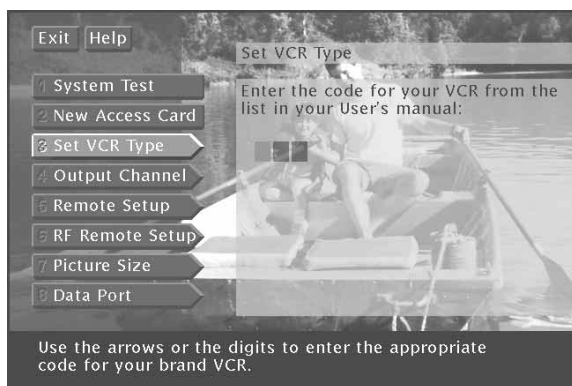 Exit Help
Set VCR Type
Enter the code for your VCR from the
list in your User's manual:
1 System Test
2 New Access Card
3 Set VCR Type
4 Output Channel
5 Remote Setup
6 RF Remote Setup
7 Picture Size
8 Data Port
Use the arrows or the digits to enter the appropriate
code for your brand VCR.